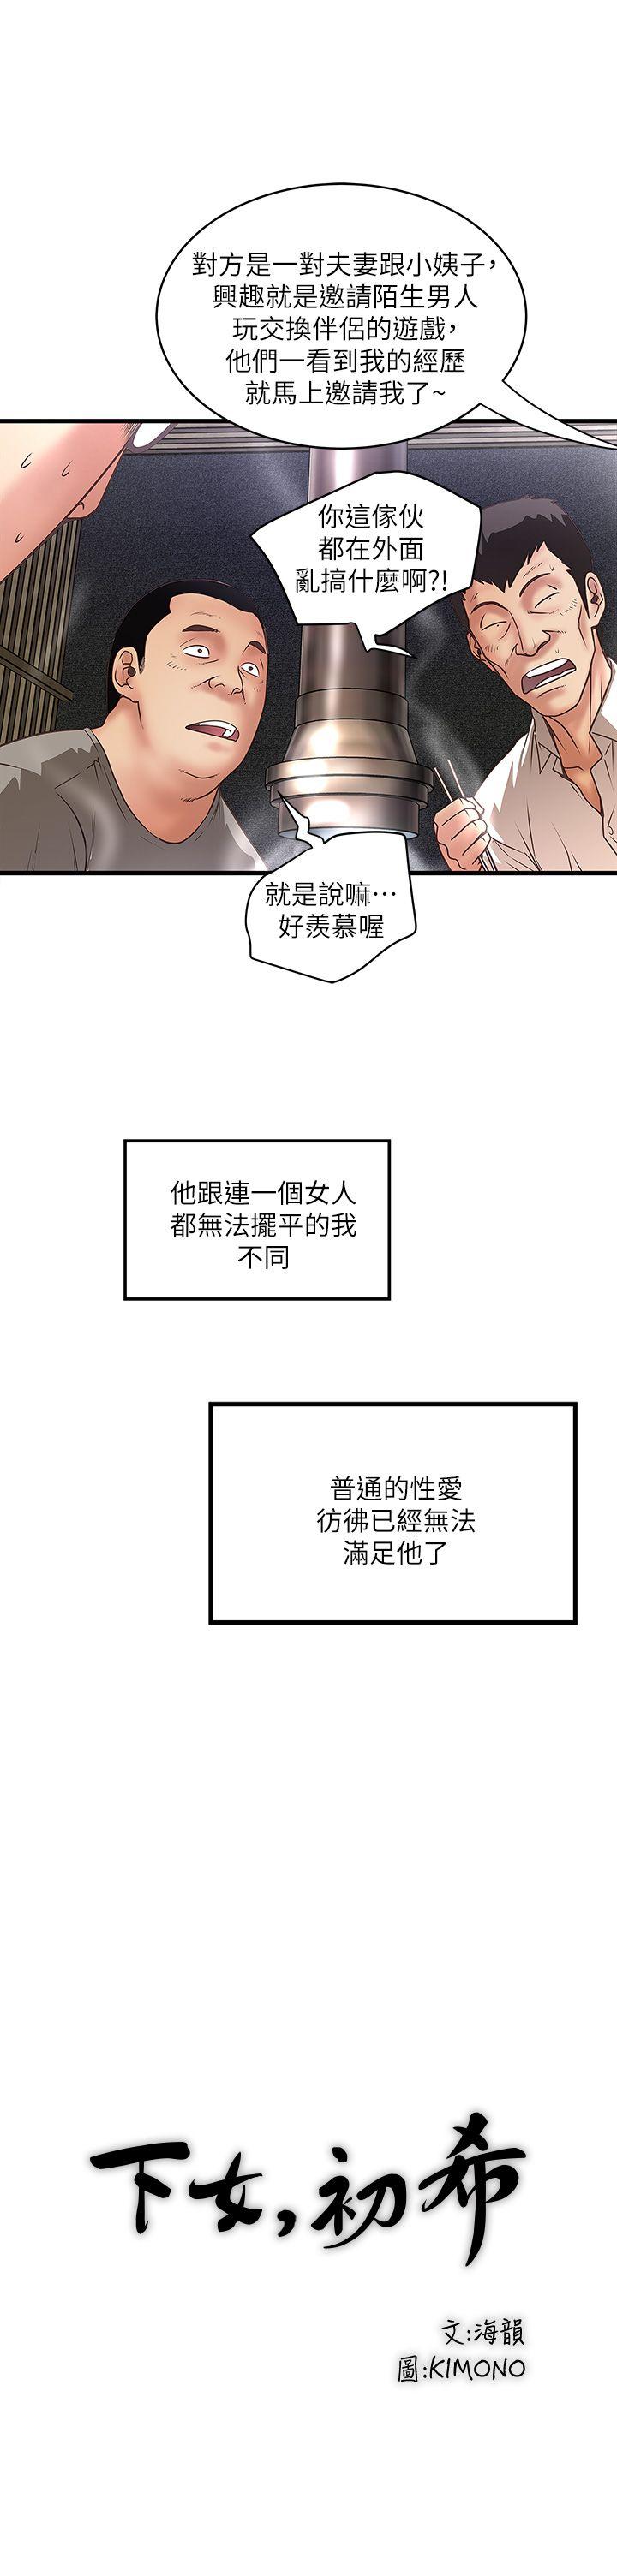 對方是一對夫妻跟小姨子，
興趣就是邀請陌生男人
玩交換伴侶的遊戲，
他們一看到我的經歷
就馬上邀請我了~
你這傢伙
都在外面
亂搞什麼啊?!
就是說嘛…
好羨慕喔
他跟連一個女人
都無法擺平的我
不同
普通的性愛
彷彿已經無法
滿足他了
下女,初希
文:海韻
圖:KIMONO